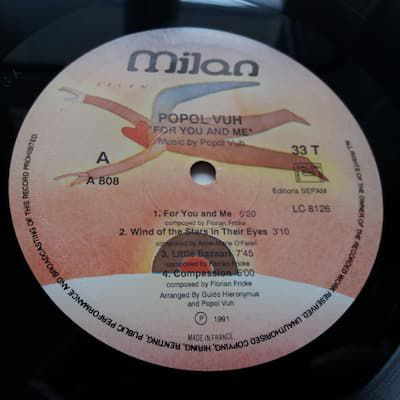 milan
POPOL VUH
"FOR YOU AND ME"
Music by Popol Vuh
A
A 808
33 T
Editions SEPAM
LC 8126
1. For You and Me 5'20
composed by Florian Fricke
2. Wind of the Stars in Their Eyes 3'10
composed by Anne-Marie O'Farell
3. Little Bazaari 7'45
composed by Florian Fricke
4. Compassion 6'00
composed by Florian Fricke
Arranged By Guido Hieronymus
and Popol Vuh
℗ 1991
MADE IN FRANCE
ALL RIGHTS OF THE OWNER OF THE RECORDED WORK RESERVED. UNAUTHORISED COPYING, HIRING, RENTING, PUBLIC PERFORMANCE AND BROADCASTING OF THIS RECORD PROHIBITED.